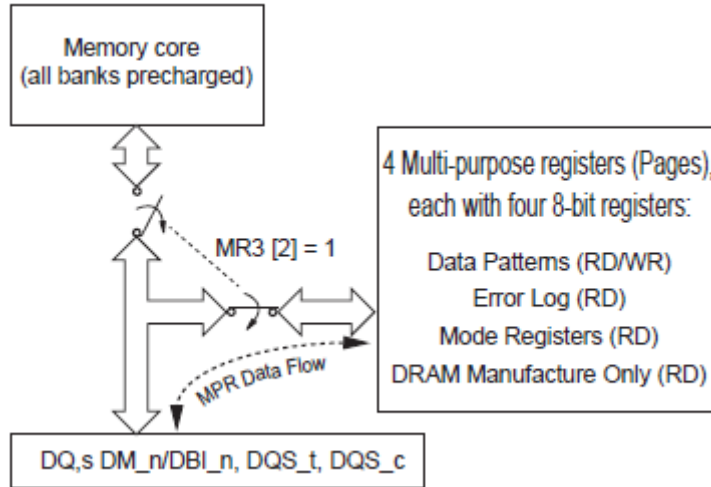 Memory core
(all banks precharged)
4 Multi-purpose registers (Pages),
each with four 8-bit registers:
Data Patterns (RD/WR)
Error Log (RD)
Mode Registers (RD)
DRAM Manufacture Only (RD)
MR3 [2] = 1
MPR Data Flow
DQ,s DM_n/DBI_n, DQS_t, DQS_c